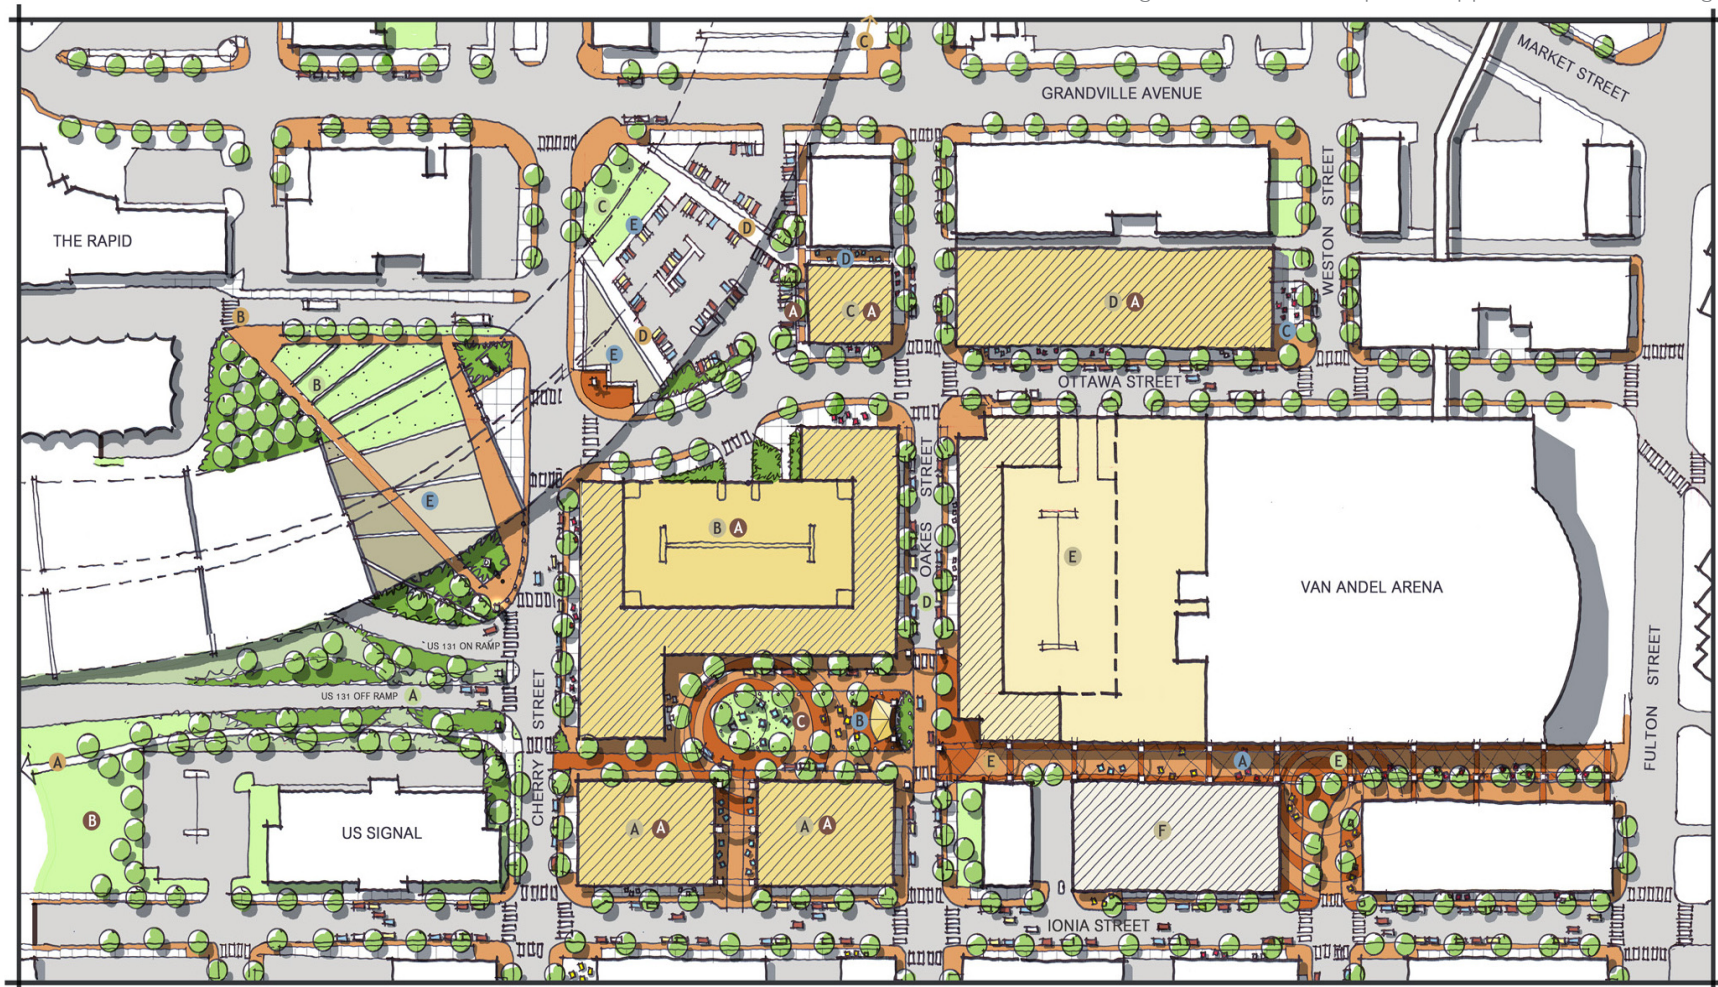 C
MARKET STREET
GRANDVILLE AVENUE
WESTON STREET
C
E
D
D
THE RAPID
B
A
C A
D A
C
D
E
OTTAWA STREET
B
E
B A
OAKES STREET
D
E
VAN ANDEL ARENA
US 131 ON RAMP
US 131 OFF RAMP
A
CHERRY STREET
C
B
FULTON STREET
A
E
A
E
B
US SIGNAL
A A
A A
F
IONIA STREET